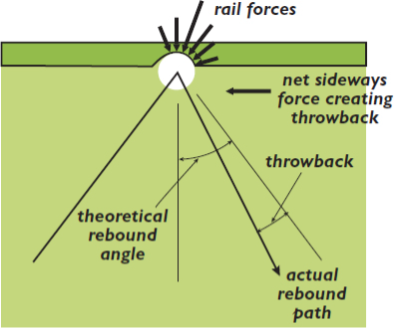 rail forces
net sideways
force creating
throwback
throwback
theoretical
rebound
angle
actual
rebound
path